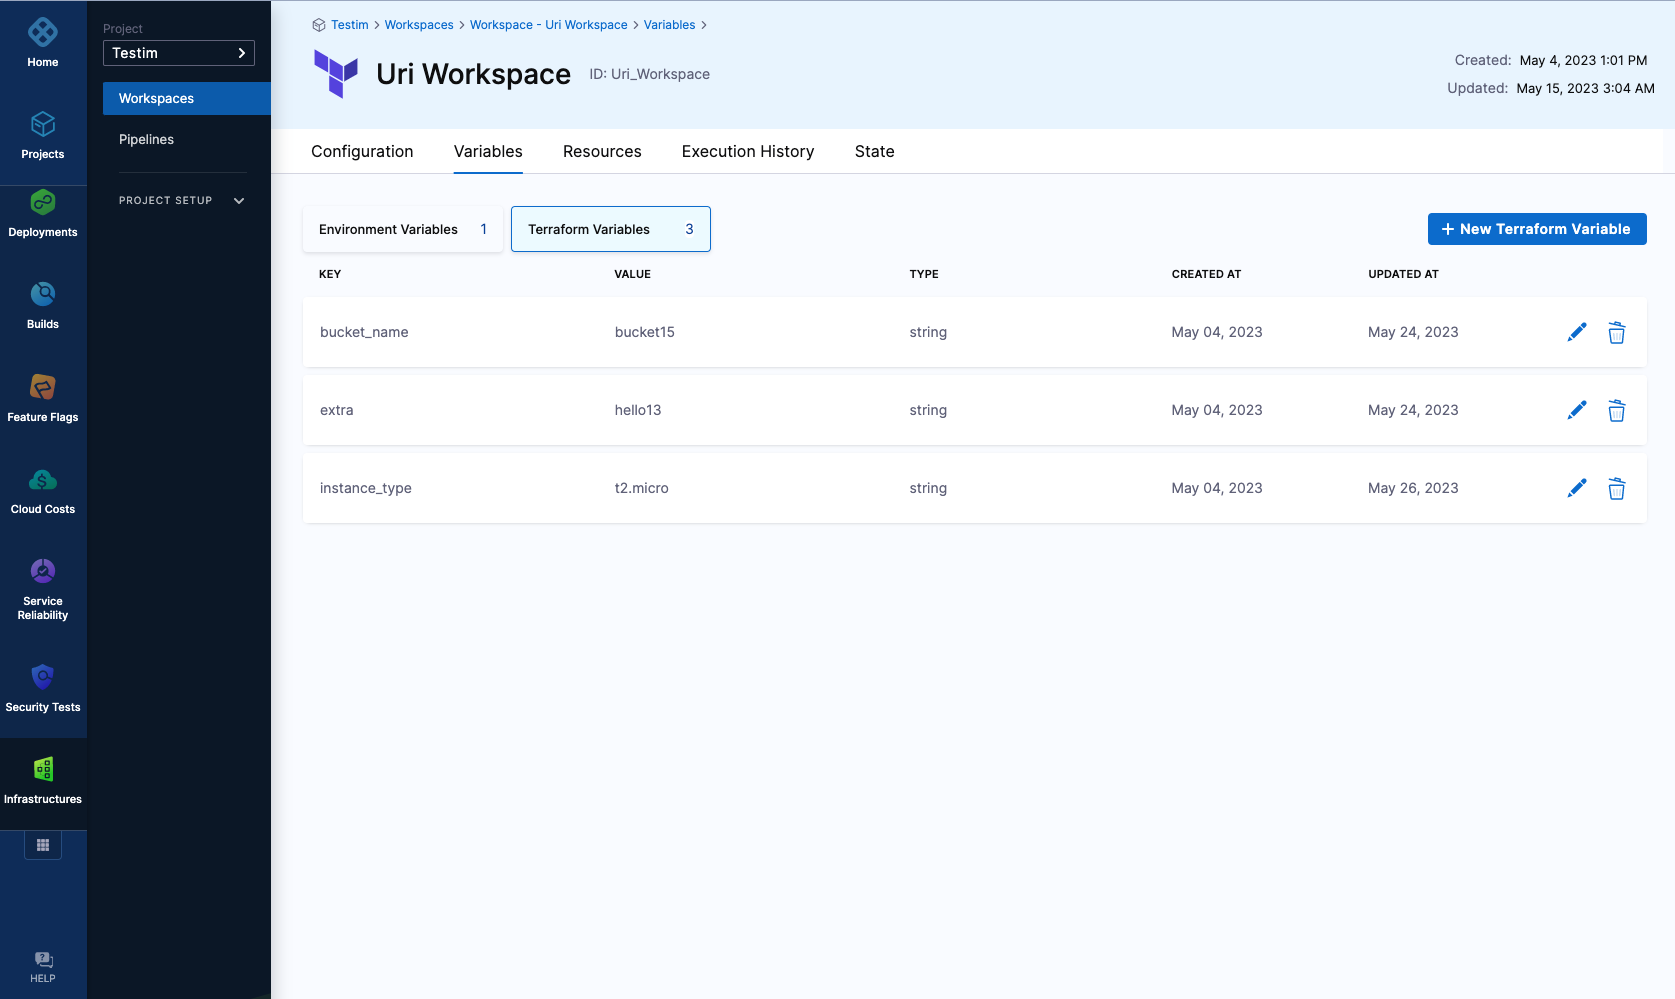 Home
Projects
Deployments
Builds
Feature Flags
Cloud Costs
Service
Reliability
Security Tests
Infrastructures
HELP
Project
Testim
Workspaces
Pipelines
PROJECT SETUP
Testim > Workspaces > Workspace - Uri Workspace > Variables >
Uri Workspace ID: Uri_Workspace
Created: May 4, 2023 1:01 PM
Updated: May 15, 2023 3:04 AM
Configuration Variables Resources Execution History State
Environment Variables 1 Terraform Variables 3 + New Terraform Variable
KEY VALUE TYPE CREATED AT UPDATED AT
bucket_name bucket15 string May 04, 2023 May 24, 2023
extra hello13 string May 04, 2023 May 24, 2023
instance_type t2.micro string May 04, 2023 May 26, 2023